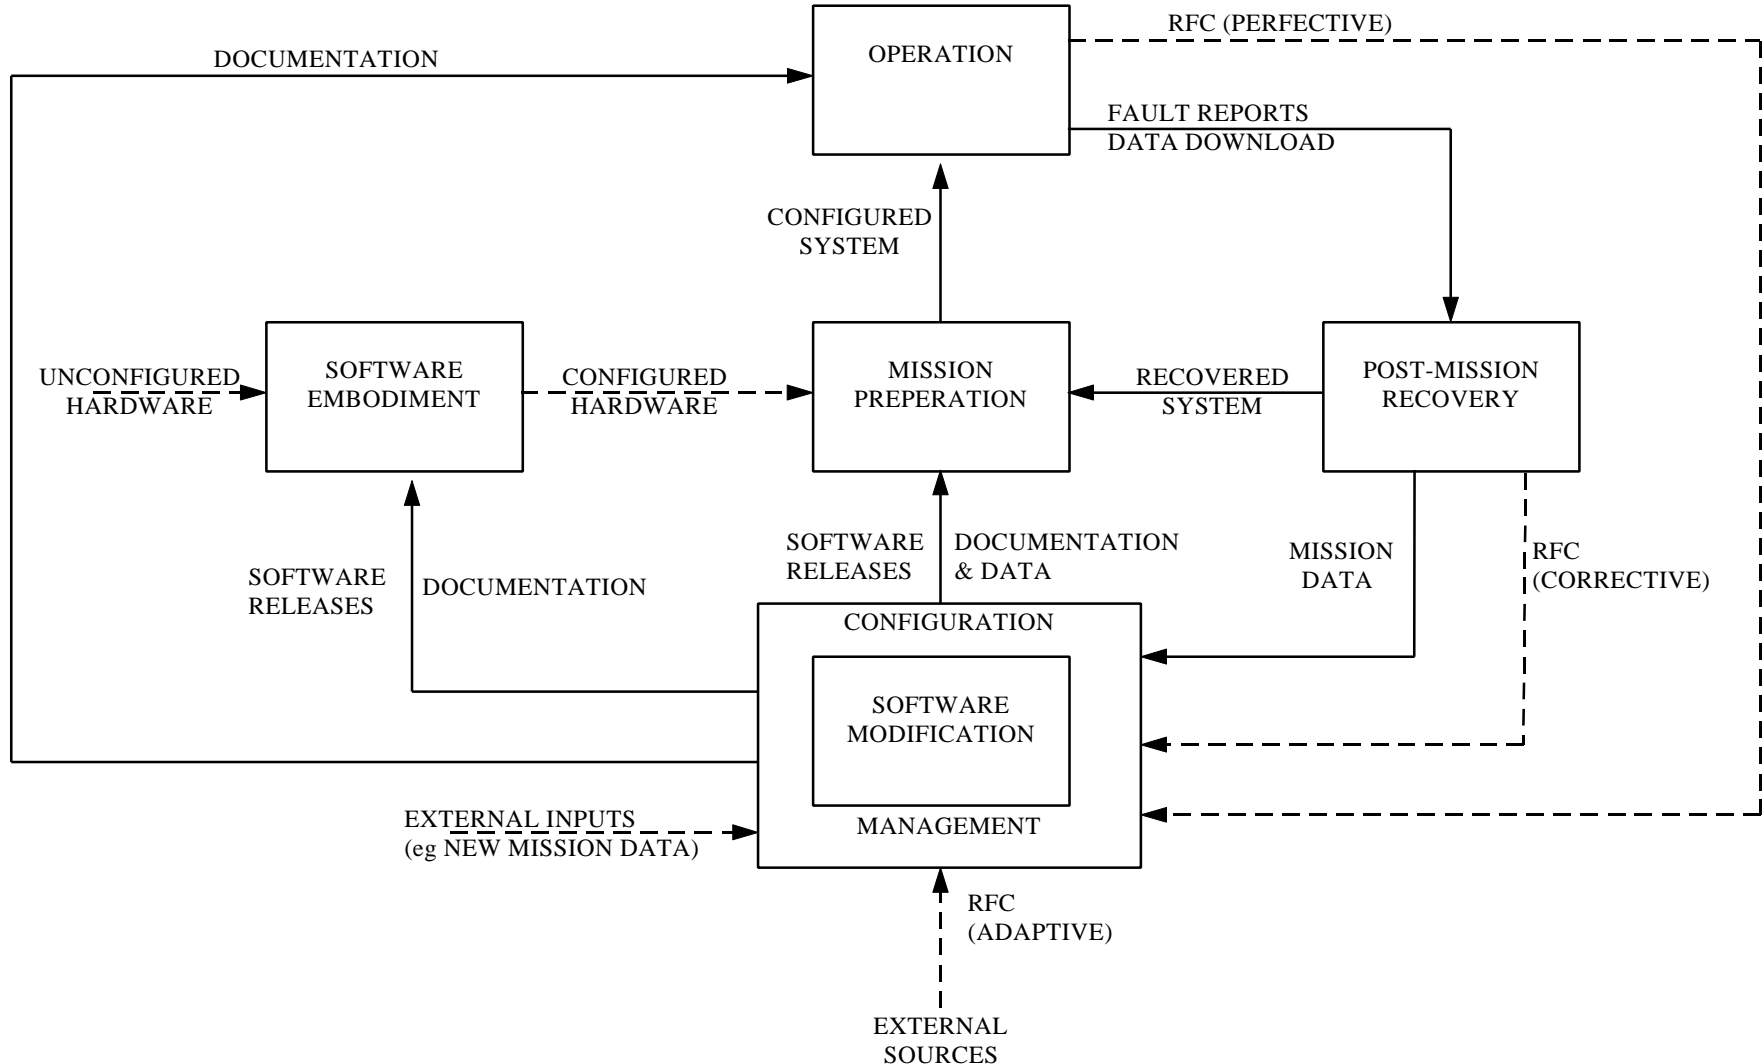 RFC (PERFECTIVE)
OPERATION
DOCUMENTATION
FAULT REPORTS
DATA DOWNLOAD
CONFIGURED
SYSTEM
UNCONFIGURED
HARDWARE
SOFTWARE
EMBODIMENT
CONFIGURED
HARDWARE
MISSION
PREPERATION
RECOVERED
SYSTEM
POST-MISSION
RECOVERY
SOFTWARE
RELEASES
DOCUMENTATION
SOFTWARE
RELEASES
DOCUMENTATION
& DATA
MISSION
DATA
RFC
(CORRECTIVE)
CONFIGURATION
SOFTWARE
MODIFICATION
MANAGEMENT
EXTERNAL INPUTS
(eg NEW MISSION DATA)
RFC
(ADAPTIVE)
EXTERNAL
SOURCES